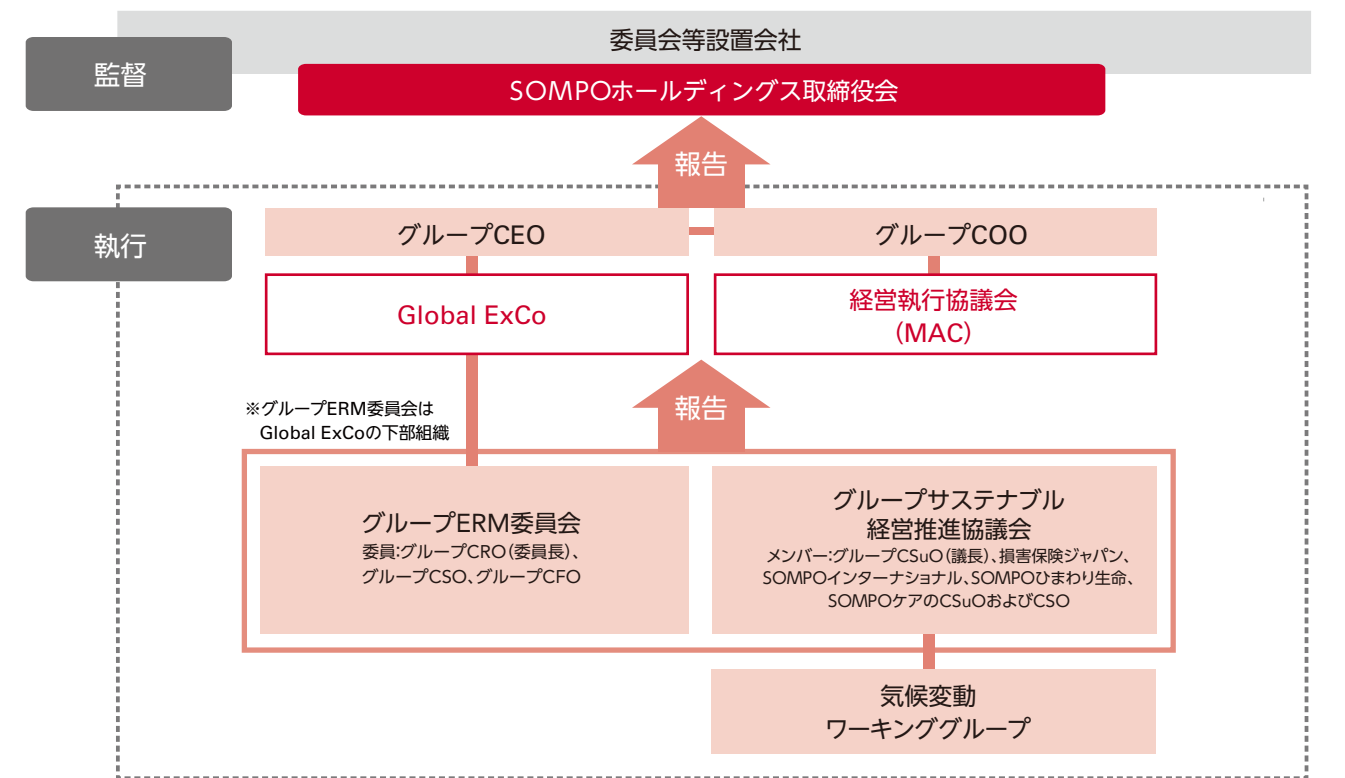 委員会等設置会社
監督
SOMPOホールディングス取締役会
報告
執行
グループCEO
グループCOO
Global ExCo
経営執行協議会
(MAC)
報告
※グループERM委員会は
Global ExCoの下部組織
グループERM委員会
委員:グループCRO(委員長)、
グループCSO、グループCFO
グループサステナブル
経営推進協議会
メンバー:グループCSuO(議長)、損害保険ジャパン、
SOMPOインターナショナル、SOMPOひまわり生命、
SOMPOケアのCSuOおよびCSO
気候変動
ワーキンググループ